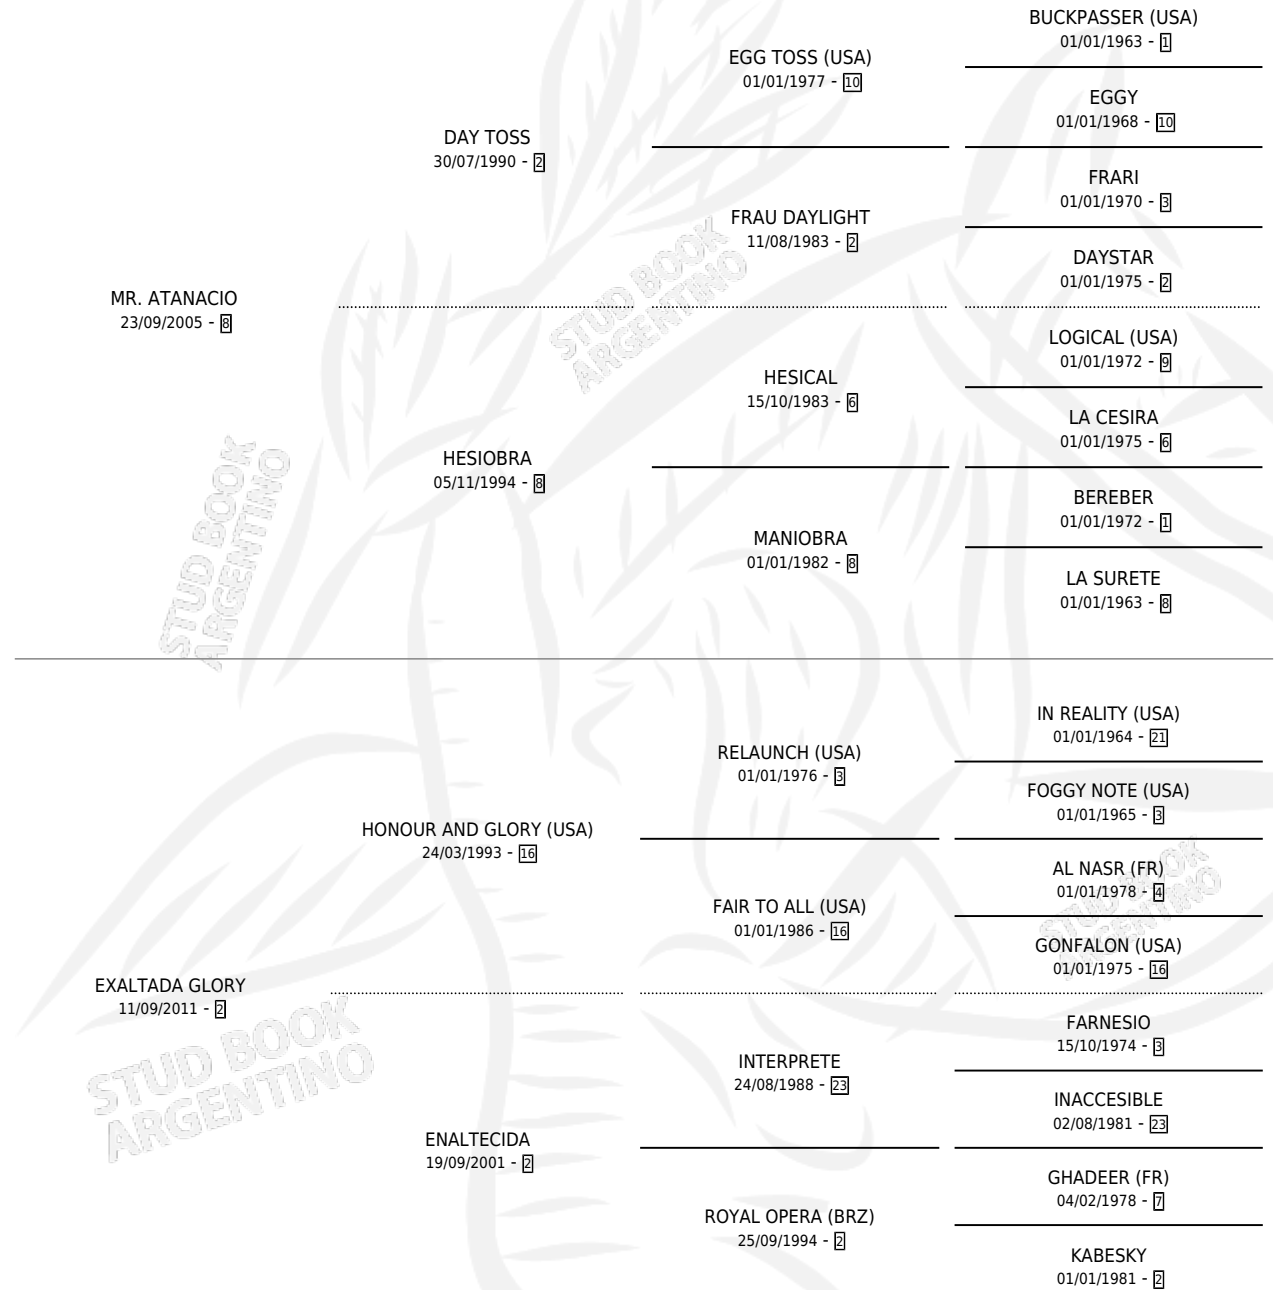 BUCKPASSER (USA)
01/01/1963 - 1
EGG TOSS (USA)
01/01/1977 - 10
EGGY
01/01/1968 - 10
DAY TOSS
30/07/1990 - 2
FRARI
01/01/1970 - 3
FRAU DAYLIGHT
11/08/1983 - 2
DAYSTAR
01/01/1975 - 2
MR. ATANACIO
23/09/2005 - 8
LOGICAL (USA)
01/01/1972 - 9
HESICAL
15/10/1983 - 6
LA CESIRA
01/01/1975 - 6
HESIOBRA
05/11/1994 - 8
BEREBER
01/01/1972 - 1
MANIOBRA
01/01/1982 - 8
LA SURETE
01/01/1963 - 8
IN REALITY (USA)
01/01/1964 - 21
RELAUNCH (USA)
01/01/1976 - 3
FOGGY NOTE (USA)
01/01/1965 - 3
HONOUR AND GLORY (USA)
24/03/1993 - 16
AL NASR (FR)
01/01/1978 - 4
FAIR TO ALL (USA)
01/01/1986 - 16
GONFALON (USA)
01/01/1975 - 16
EXALTADA GLORY
11/09/2011 - 2
FARNESIO
15/10/1974 - 3
INTERPRETE
24/08/1988 - 23
INACCESIBLE
02/08/1981 - 23
ENALTECIDA
19/09/2001 - 2
GHADEER (FR)
04/02/1978 - 7
ROYAL OPERA (BRZ)
25/09/1994 - 2
KABESKY
01/01/1981 - 2
STUD BOOK
ARGENTINO
STUD BOOK
ARGENTINO
STUD BOOK
ARGENTINO
STUD BOOK
ARGENTINO